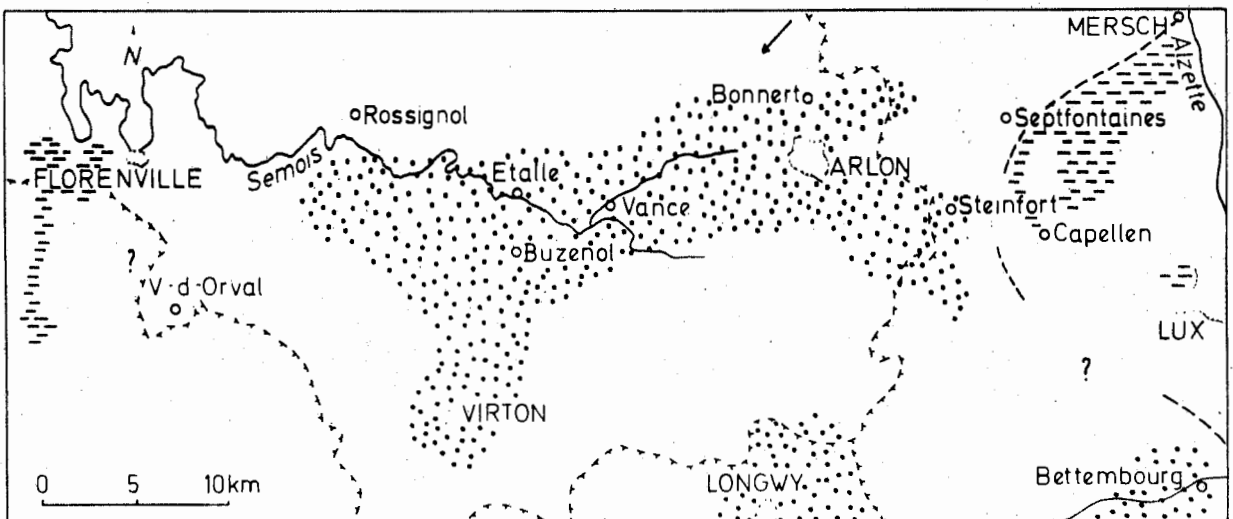 MERSCH
N
Alzette
Bonnert
Rossignol
Septfontaines
Semois
FLORENVILLE
Etalle
ARLON
Vance
Steinfort
Capellen
Buzenol
?
V-d-Orval
LUX
?
VIRTON
Bettembourg
LONGWY
0 5 10km